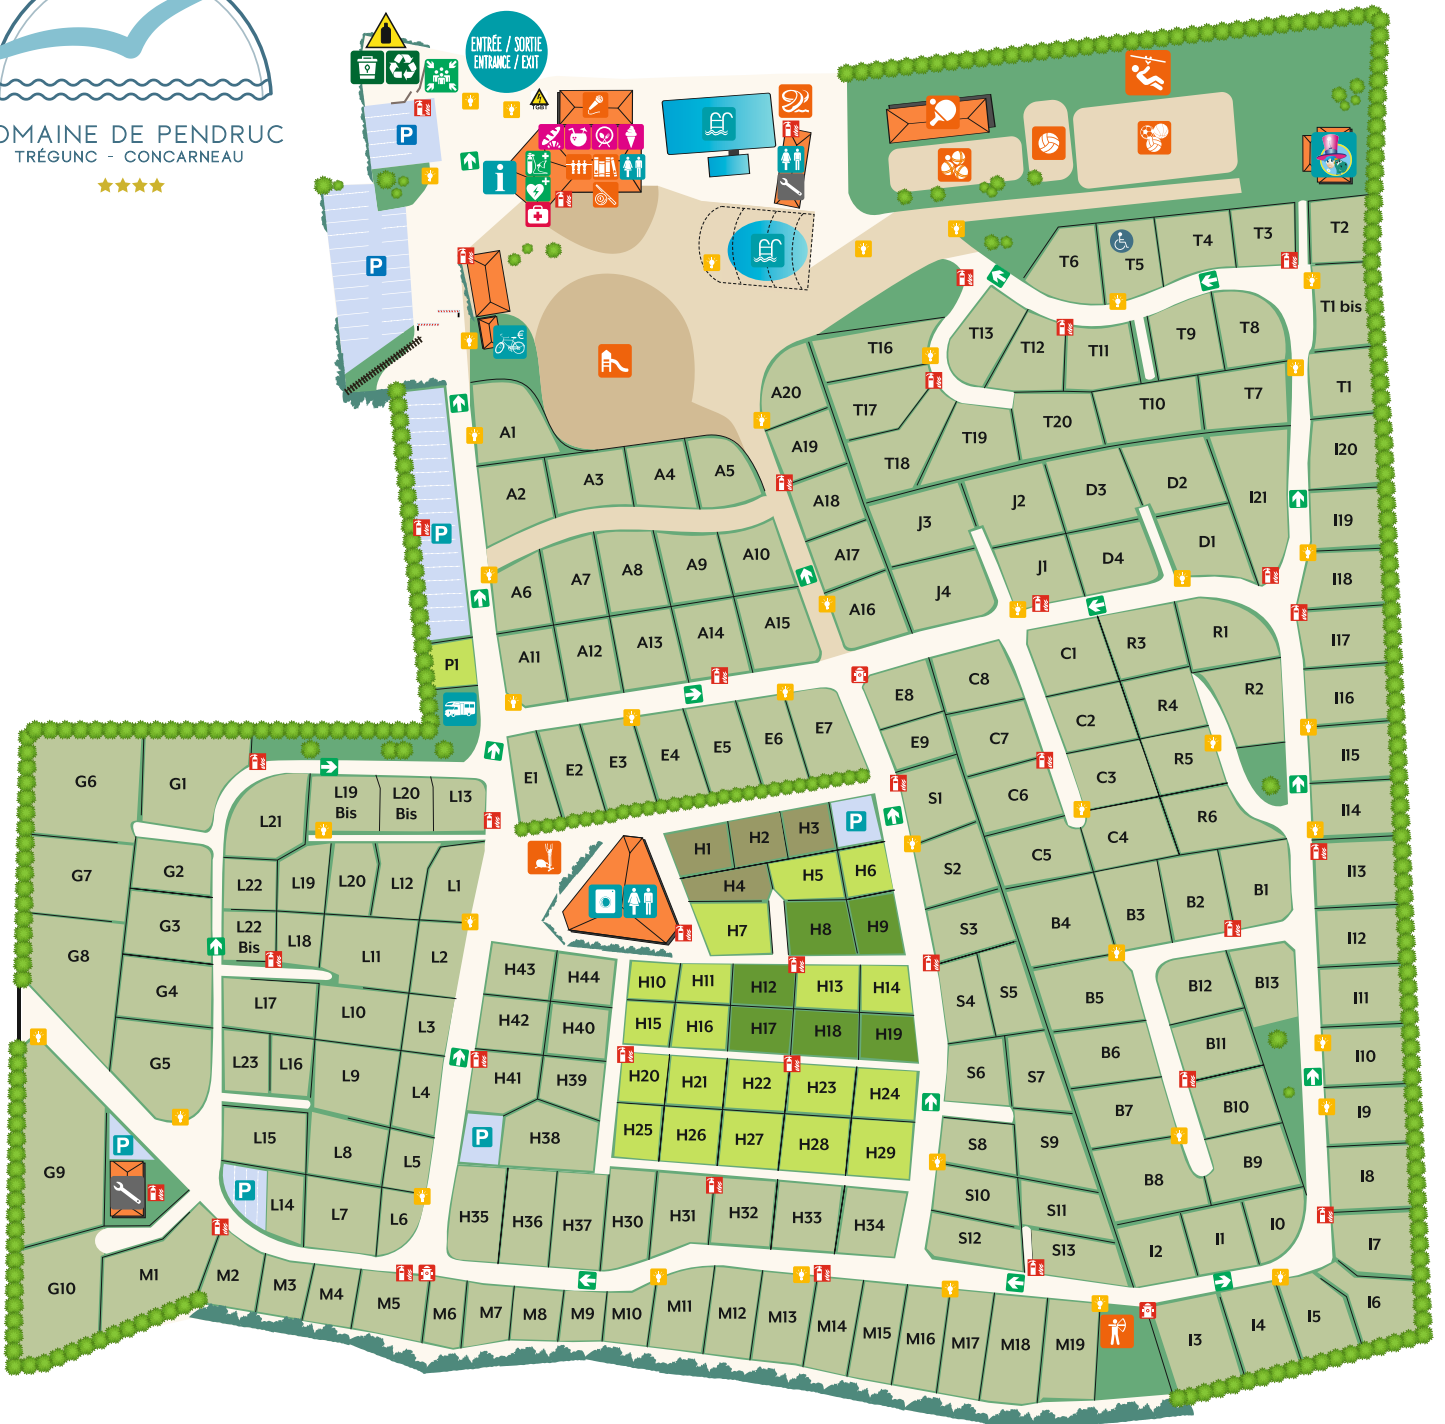 ENTRÉE / SORTIE
ENTRANCE / EXIT
OMAINE DE PENDRUC
TRÉGUNC - CONCARNEAU
TGBT
P
i
P
P
P
P
P
P
€
T2
T3
T4
T5
T6
T1 bis
T8
T9
T11
T12
T13
T16
T1
T7
T10
T20
T19
T17
T18
A20
A19
A18
A17
A16
A1
A2
A3
A4
A5
A6
A7
A8
A9
A10
A11
A12
A13
A14
A15
J3
J2
J1
J4
D3
D2
D4
D1
I21
I20
I19
I18
I17
I16
I15
I14
I13
I12
I11
I10
I9
I8
I7
I6
I5
I4
I3
I2
I1
I0
P1
E1
E2
E3
E4
E5
E6
E7
E8
E9
C8
C7
C6
C5
C4
C3
C2
C1
R3
R1
R2
R4
R5
R6
G6
G1
G7
G2
G3
G8
G4
G5
G9
G10
L21
L19
Bis
L20
Bis
L13
L22
L19
L20
L12
L1
L22
Bis
L18
L11
L2
L17
L10
L3
L23
L16
L9
L4
L15
L8
L5
L14
L7
L6
H1
H2
H3
H4
H5
H6
H7
H8
H9
H43
H44
H42
H40
H41
H39
H38
H10
H11
H12
H13
H14
H15
H16
H17
H18
H19
H20
H21
H22
H23
H24
H25
H26
H27
H28
H29
H35
H36
H37
H30
H31
H32
H33
H34
S1
S2
S3
S4
S5
S6
S7
S8
S9
S10
S11
S12
S13
B4
B3
B2
B1
B5
B12
B13
B6
B11
B7
B10
B8
B9
M1
M2
M3
M4
M5
M6
M7
M8
M9
M10
M11
M12
M13
M14
M15
M16
M17
M18
M19